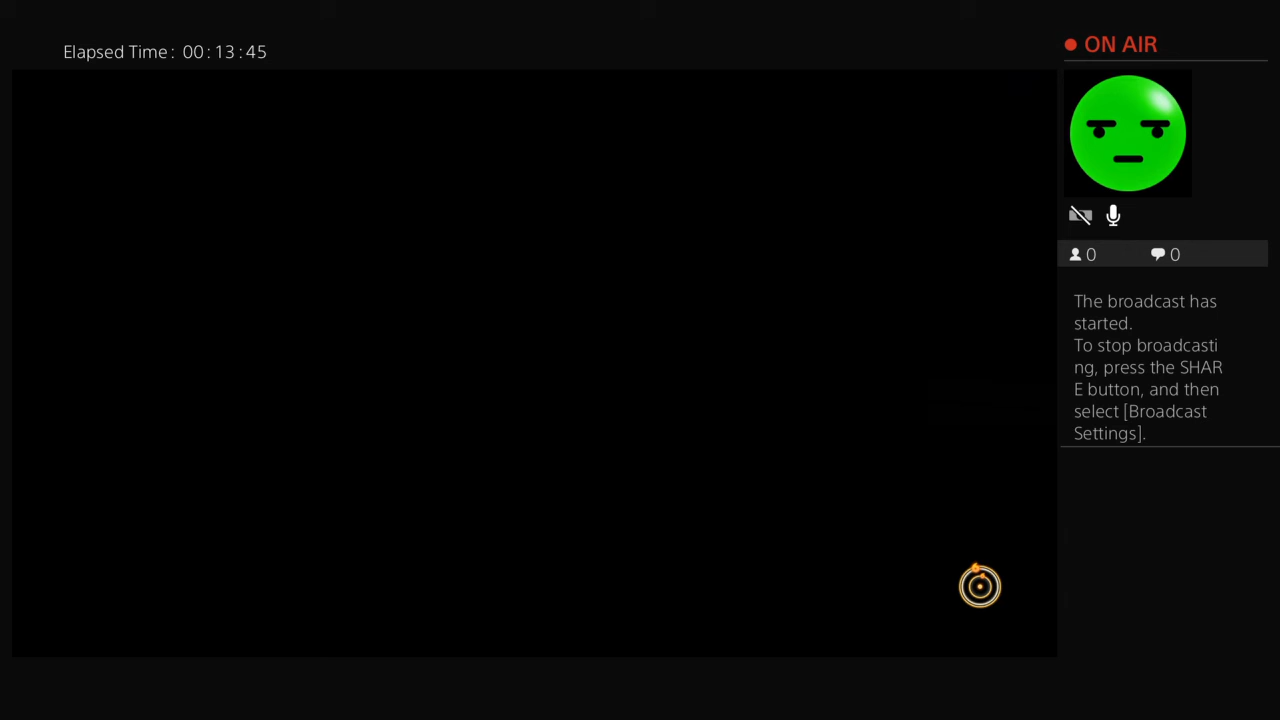 Elapsed Time: 00:13:45
ON AIR
0 0
The broadcast has
started.
To stop broadcasti
ng, press the SHAR
E button, and then
select [Broadcast
Settings].